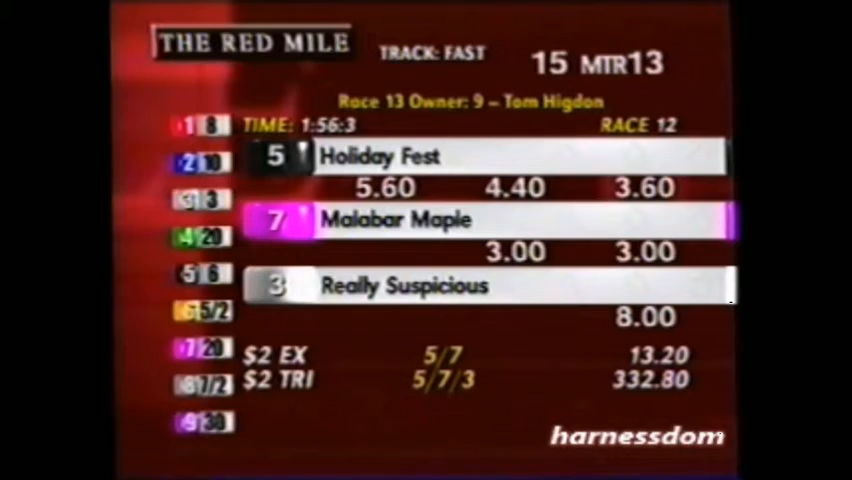 THE RED MILE
TRACK: FAST
15 MTR13
Race 13 Owner: 9 – Tom Higdon
TIME: 1:56:3
RACE 12
1 8
2 10
3 3
4 20
5 6
6 5/2
7 20
8 7/2
9 30
5 Holiday Fest
5.60 4.40 3.60
7 Malabar Maple
3.00 3.00
3 Really Suspicious
8.00
$2 EX 5/7 13.20
$2 TRI 5/7/3 332.80
harnessdom